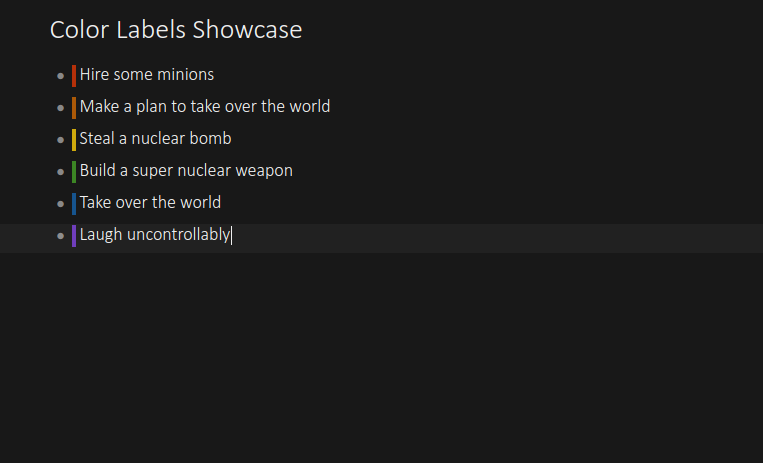 Color Labels Showcase
Hire some minions
Make a plan to take over the world
Steal a nuclear bomb
Build a super nuclear weapon
Take over the world
Laugh uncontrollably